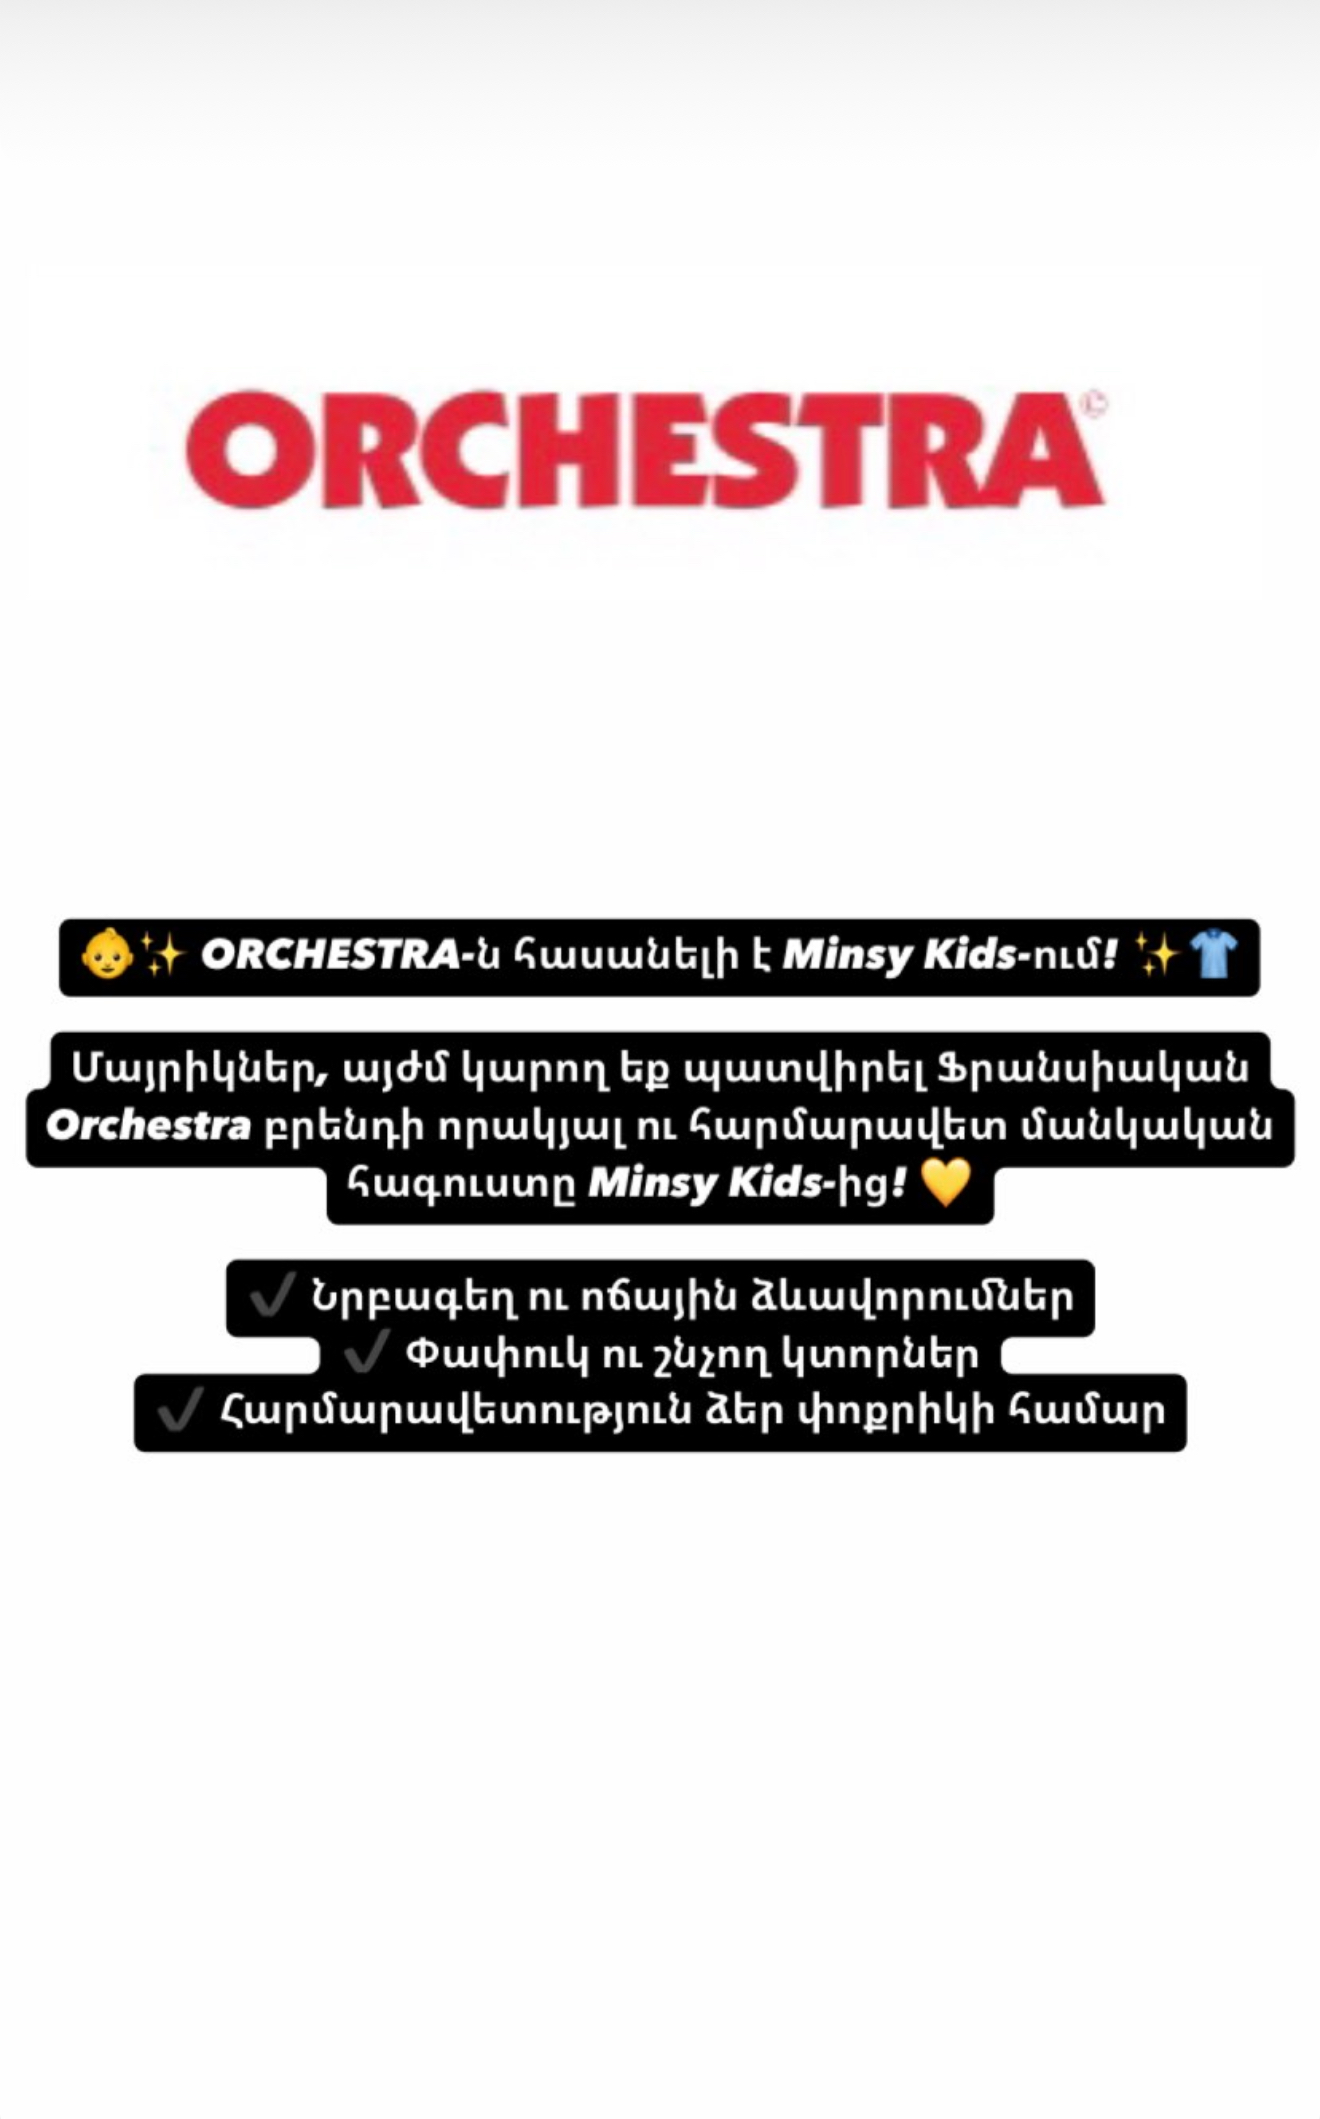 ORCHESTRA©
👶✨ ORCHESTRA-ն հասանելի է Minsy Kids-ում! ✨👕
Մայրիկներ, այժմ կարող եք պատվիրել Ֆրանսիական
Orchestra բրենդի որակյալ ու հարմարավետ մանկական
հագուստը Minsy Kids-ից! 💛
✔ Նրբագեղ ու ոճային ձևավորումներ
✔ Փափուկ ու շնչող կտորներ
✔ Հարմարավետություն ձեր փոքրիկի համար